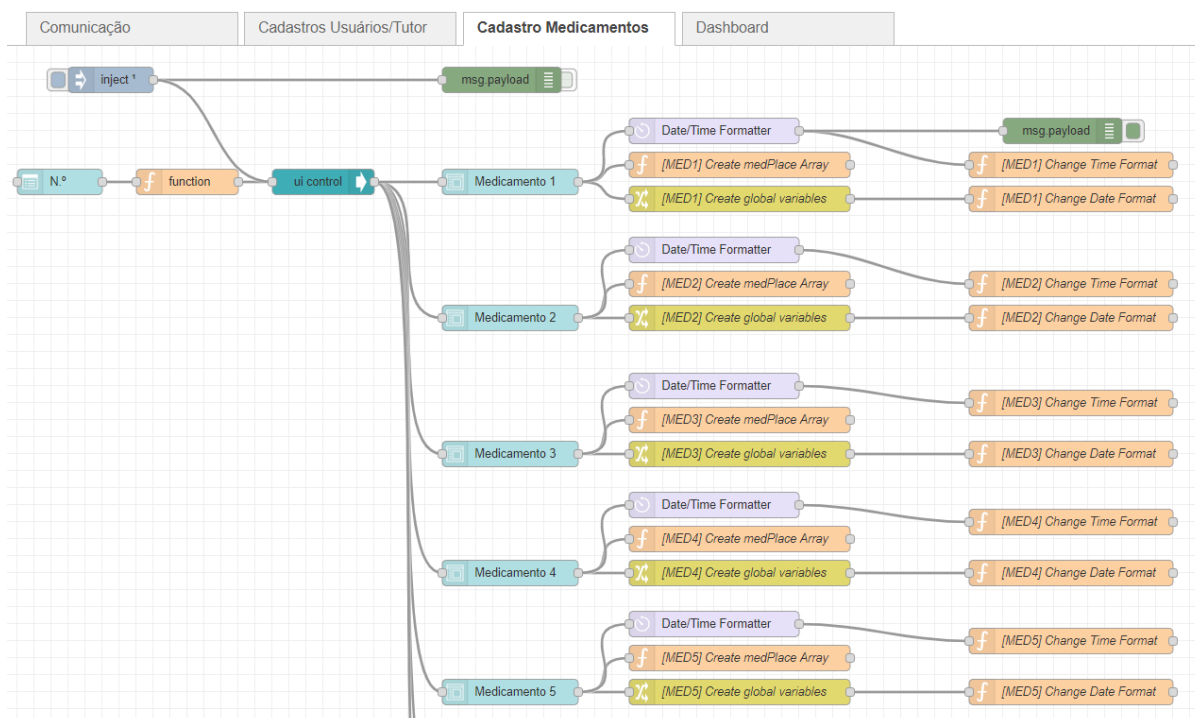 Comunicação
Cadastros Usuários/Tutor
Cadastro Medicamentos
Dashboard
inject ¹
msg.payload
Date/Time Formatter
msg.payload
[MED1] Create medPlace Array
[MED1] Change Time Format
N.º
function
ui control
Medicamento 1
[MED1] Create global variables
[MED1] Change Date Format
Date/Time Formatter
[MED2] Create medPlace Array
[MED2] Change Time Format
Medicamento 2
[MED2] Create global variables
[MED2] Change Date Format
Date/Time Formatter
[MED3] Change Time Format
[MED3] Create medPlace Array
Medicamento 3
[MED3] Create global variables
[MED3] Change Date Format
Date/Time Formatter
[MED4] Change Time Format
[MED4] Create medPlace Array
Medicamento 4
[MED4] Create global variables
[MED4] Change Date Format
Date/Time Formatter
[MED5] Change Time Format
[MED5] Create medPlace Array
Medicamento 5
[MED5] Create global variables
[MED5] Change Date Format